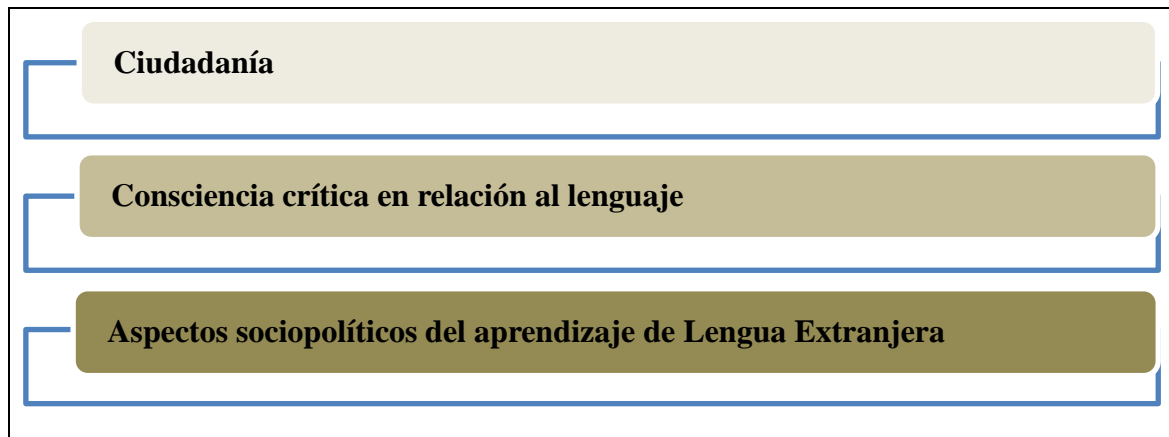 Ciudadanía
Consciencia crítica en relación al lenguaje
Aspectos sociopolíticos del aprendizaje de Lengua Extranjera